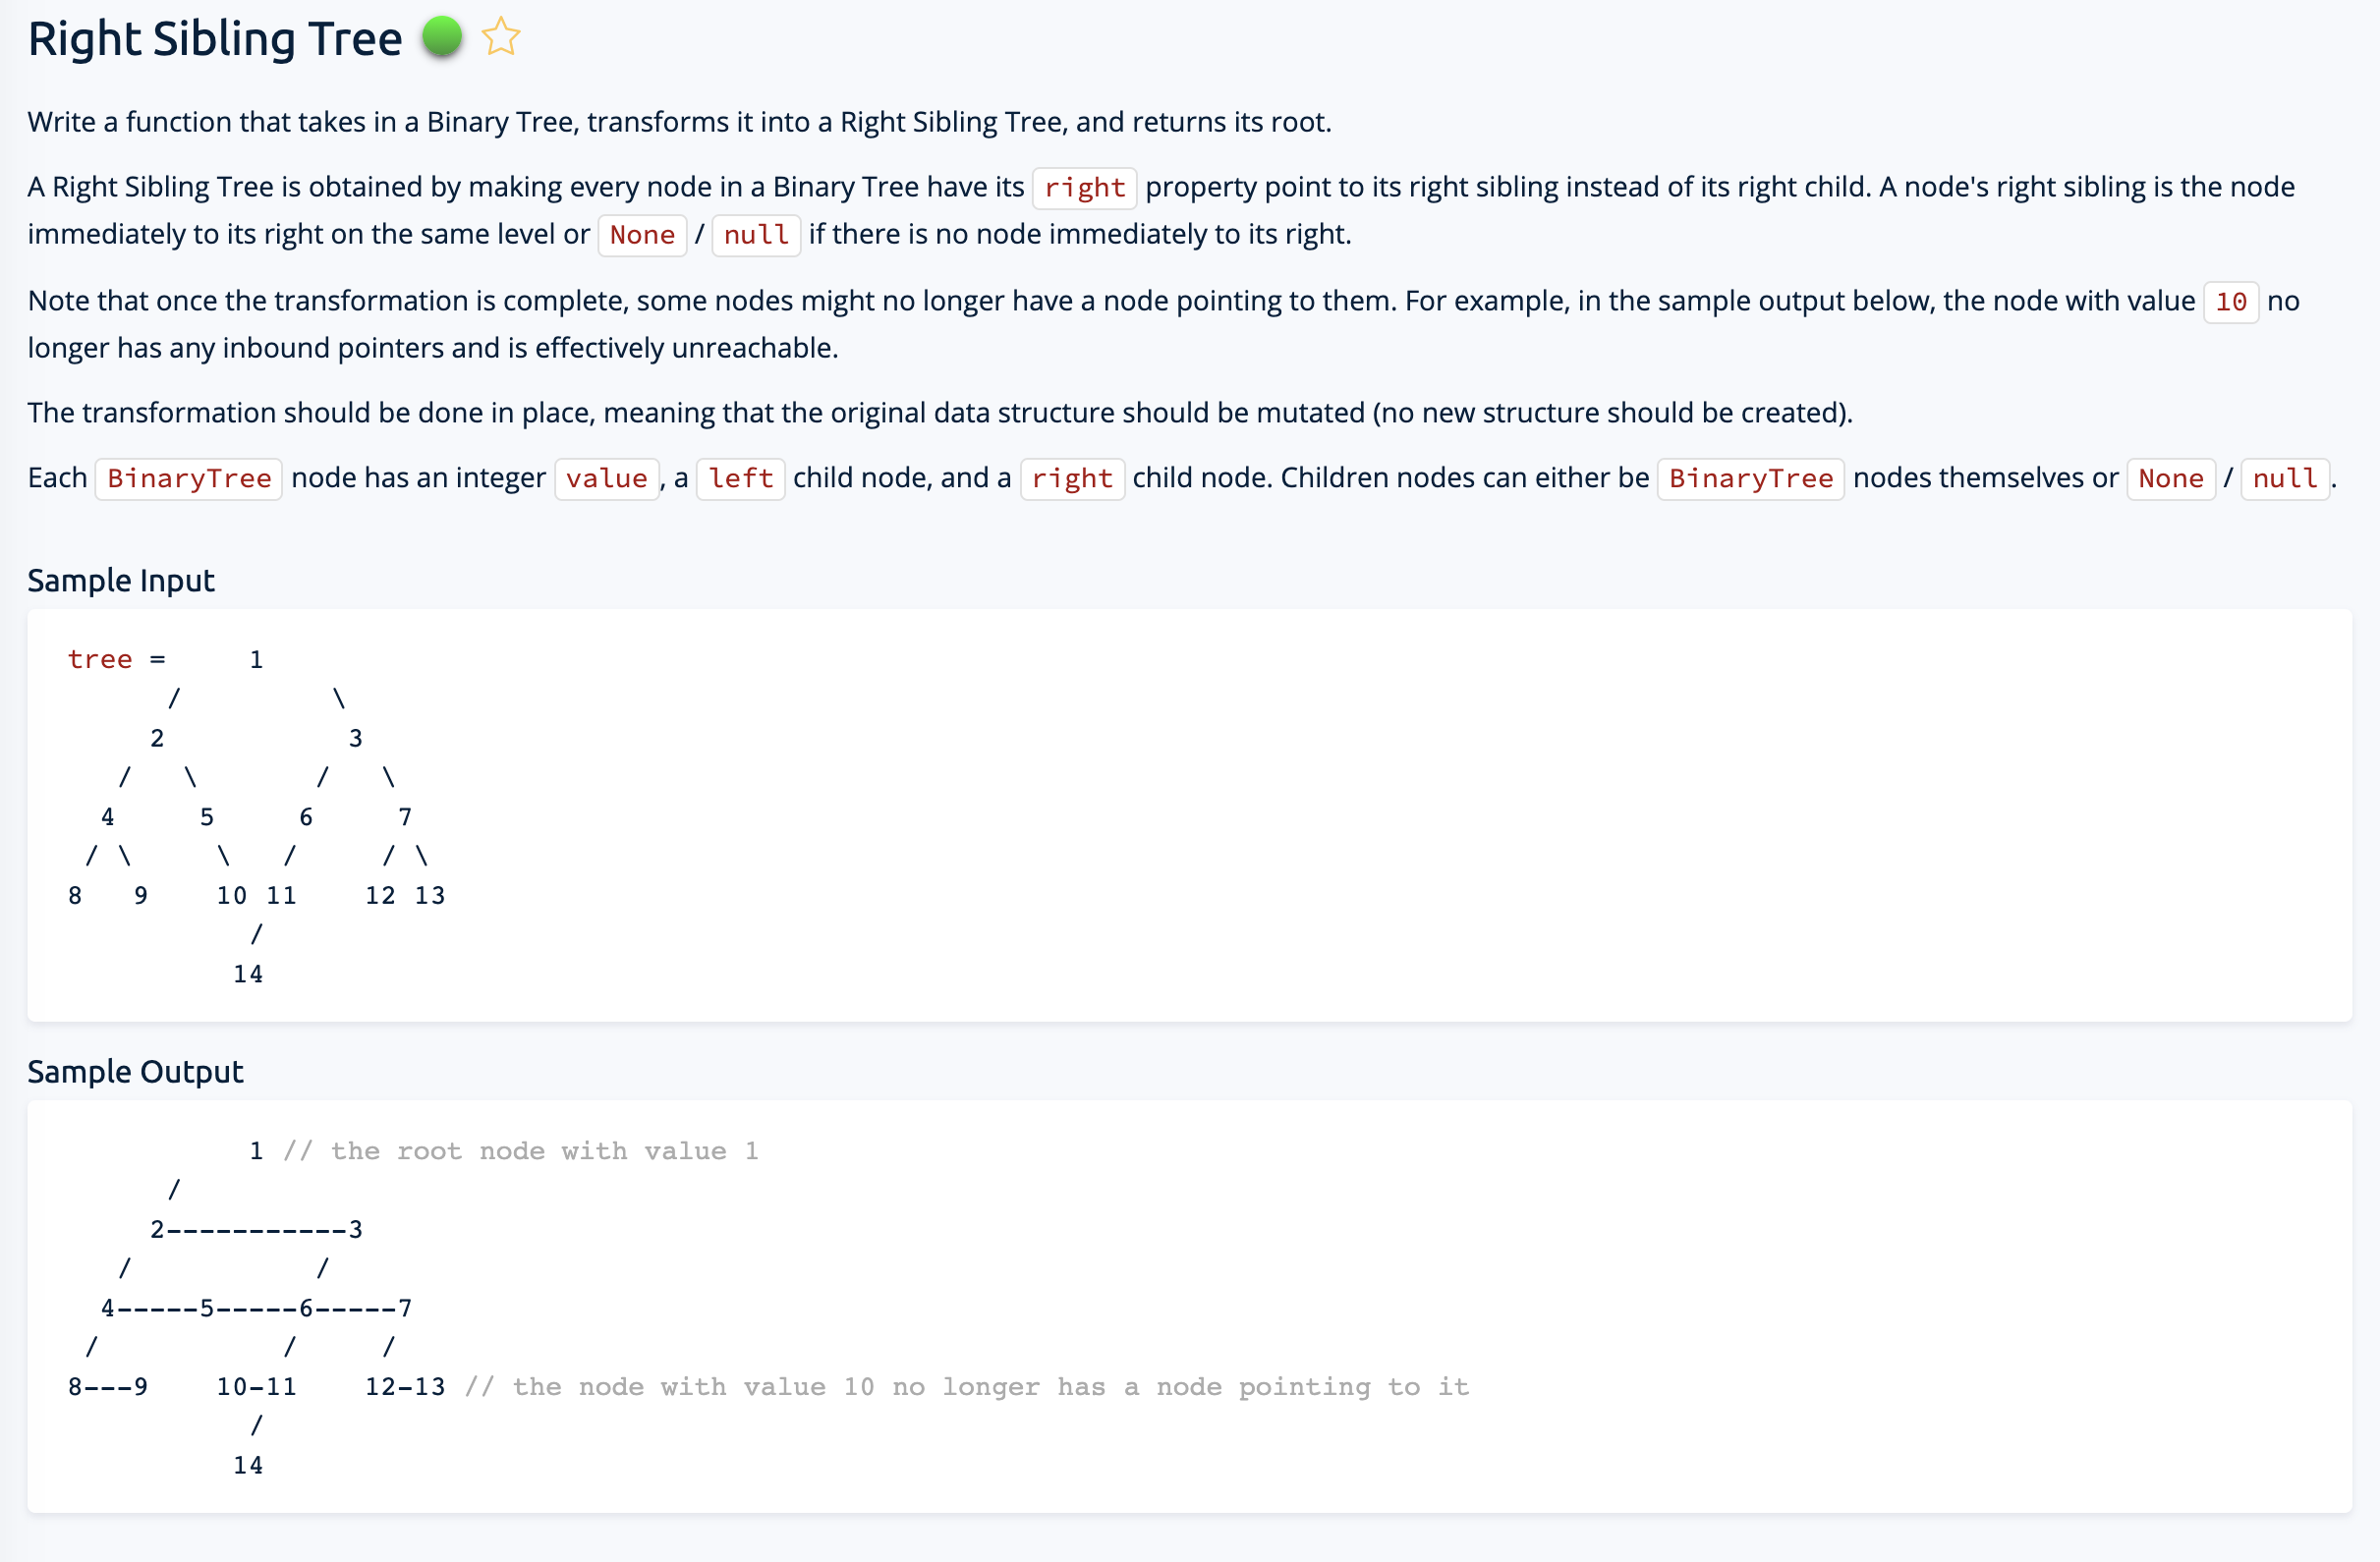 Right Sibling Tree
Write a function that takes in a Binary Tree, transforms it into a Right Sibling Tree, and returns its root.
A Right Sibling Tree is obtained by making every node in a Binary Tree have its right property point to its right sibling instead of its right child. A node's right sibling is the node
immediately to its right on the same level or None / null if there is no node immediately to its right.
Note that once the transformation is complete, some nodes might no longer have a node pointing to them. For example, in the sample output below, the node with value 10 no
longer has any inbound pointers and is effectively unreachable.
The transformation should be done in place, meaning that the original data structure should be mutated (no new structure should be created).
Each BinaryTree node has an integer value, a left child node, and a right child node. Children nodes can either be BinaryTree nodes themselves or None / null.
Sample Input
tree =     1
      /         \
     2           3
   /   \       /   \
  4     5     6     7
 / \     \   /     / \
8   9    10 11    12 13
           /
          14
Sample Output
           1 // the root node with value 1
      /
     2-----------3
   /           /
  4-----5-----6-----7
 /           /     /
8---9    10-11    12-13 // the node with value 10 no longer has a node pointing to it
           /
          14